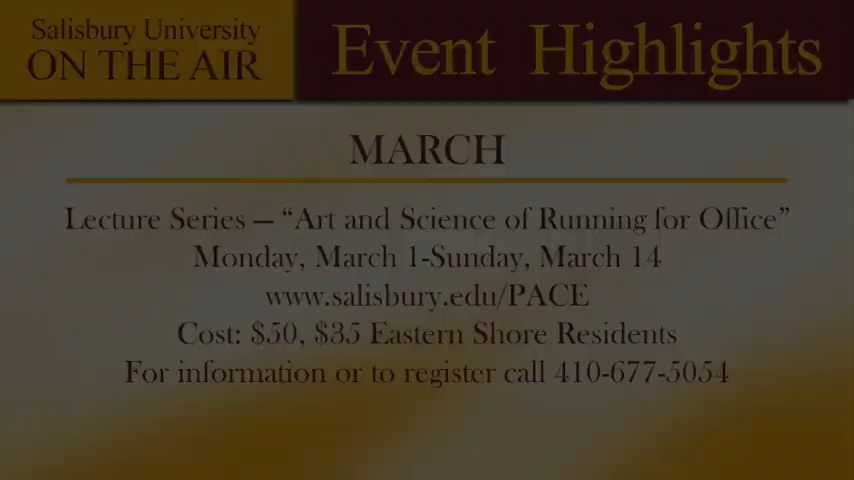 Salisbury University
ON THE AIR
Event Highlights
MARCH
Lecture Series — “Art and Science of Running for Office”
Monday, March 1-Sunday, March 14
www.salisbury.edu/PACE
Cost: $50, $35 Eastern Shore Residents
For information or to register call 410-677-5054